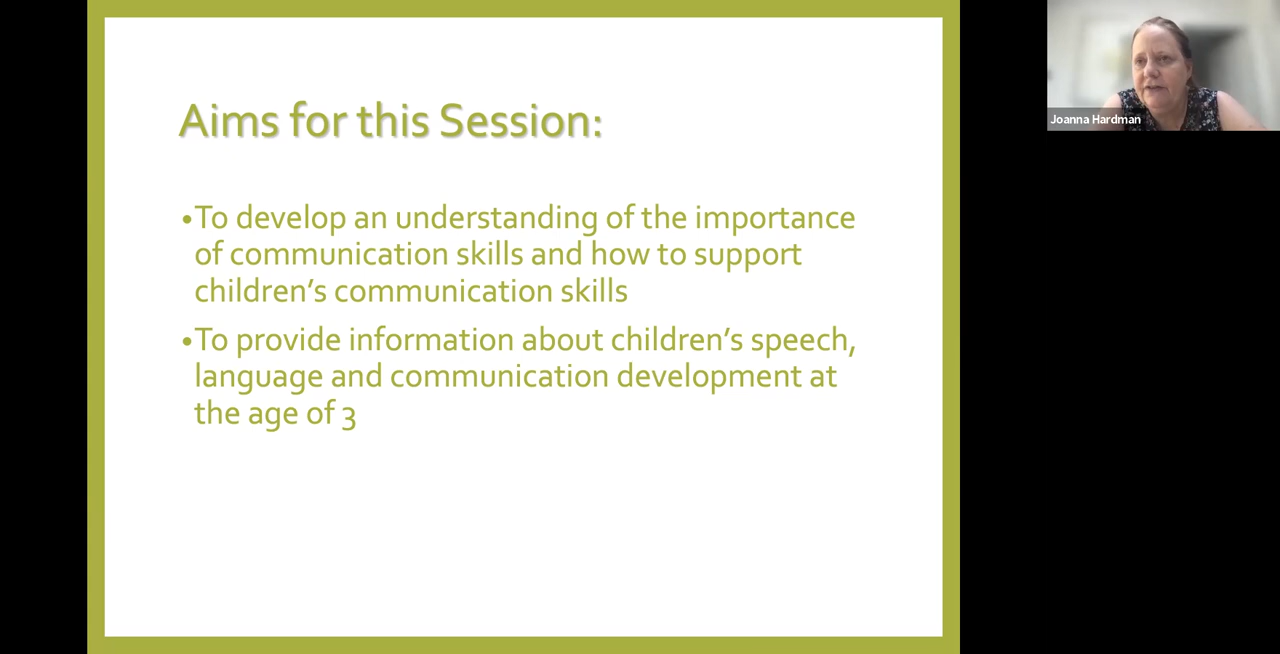 Aims for this Session:
•To develop an understanding of the importance
of communication skills and how to support
children’s communication skills
•To provide information about children’s speech,
language and communication development at
the age of 3
Joanna Hardman